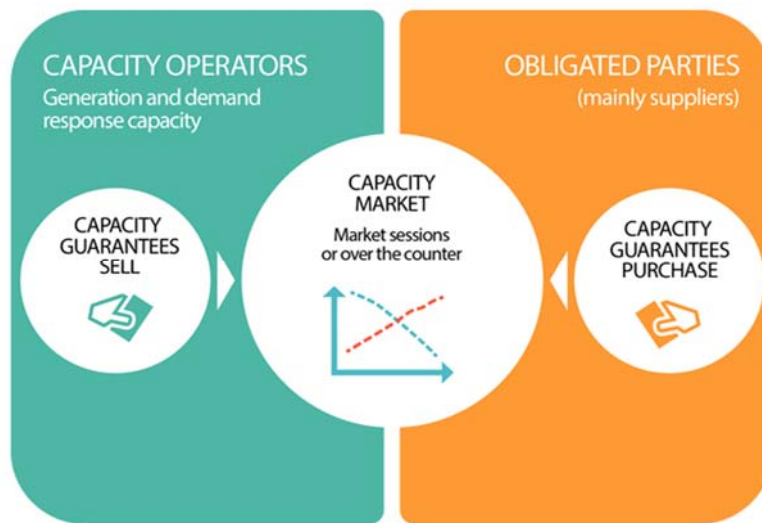 CAPACITY OPERATORS
Generation and demand
response capacity
OBLIGATED PARTIES
(mainly suppliers)
CAPACITY
GUARANTEES
SELL
CAPACITY
MARKET
Market sessions
or over the counter
CAPACITY
GUARANTEES
PURCHASE